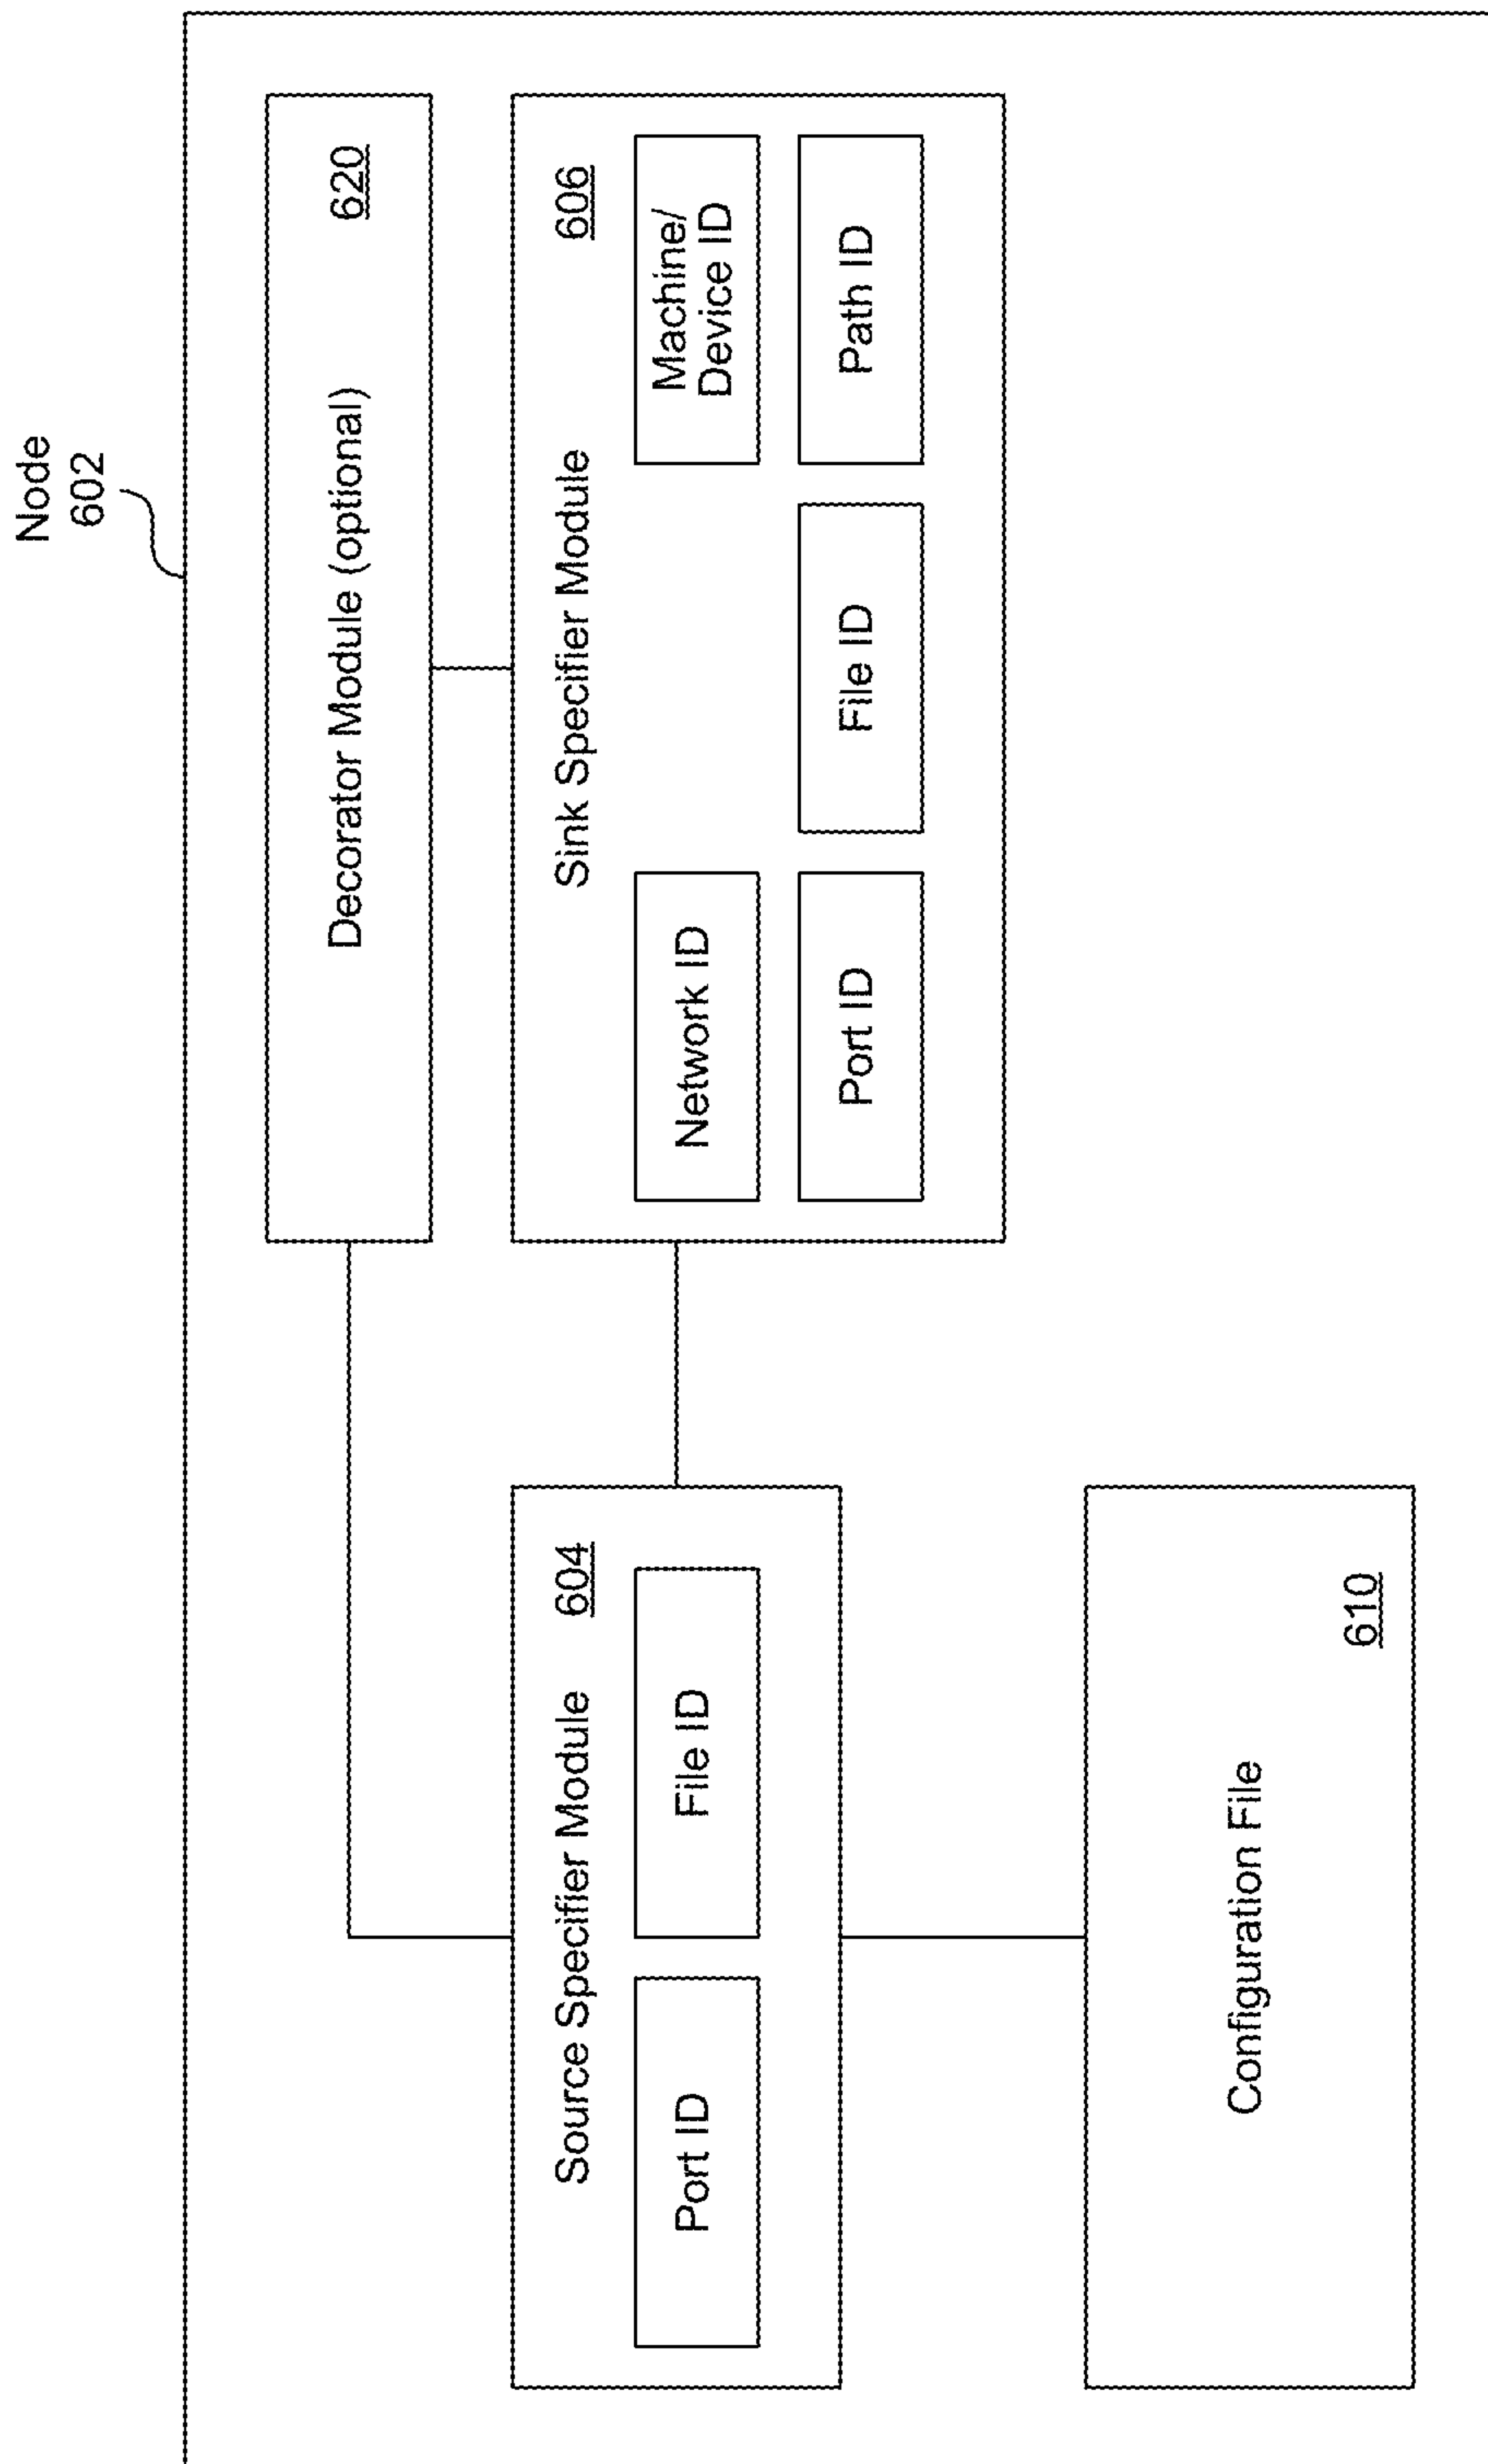 Node
602
Decorator Module (optional)
620
Source Specifier Module
604
Port ID
File ID
Sink Specifier Module
606
Network ID
Machine/
Device ID
Port ID
File ID
Path ID
Configuration File
610